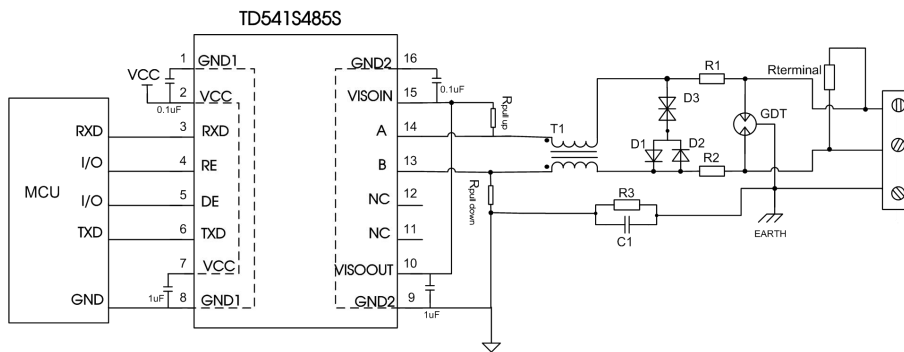 TD541S485S
1 GND1
GND2 16
VCC
0.1uF
2 VCC
VISOIN 15
0.1uF
Rpull up
R1
Rterminal
D3
GDT
MCU
RXD 3 RXD
A 14
T1
D1 D2
I/O 4 RE
B 13
R2
I/O 5 DE
NC 12
Rpull down
R3
C1
EARTH
TXD 6 TXD
NC 11
7 VCC
VISOOUT 10
1uF
1uF
GND 8 GND1
GND2 9